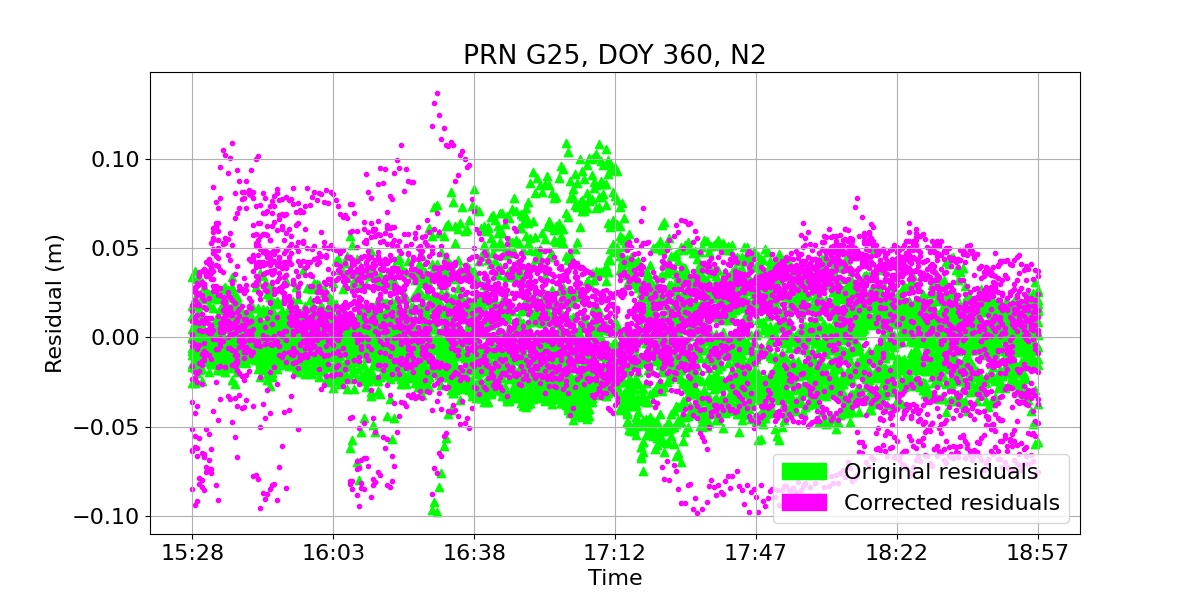 PRN G25, DOY 360, N2
Residual (m)
0.10
0.05
0.00
−0.05
−0.10
Original residuals
Corrected residuals
15:28 16:03 16:38 17:12 17:47 18:22 18:57
Time